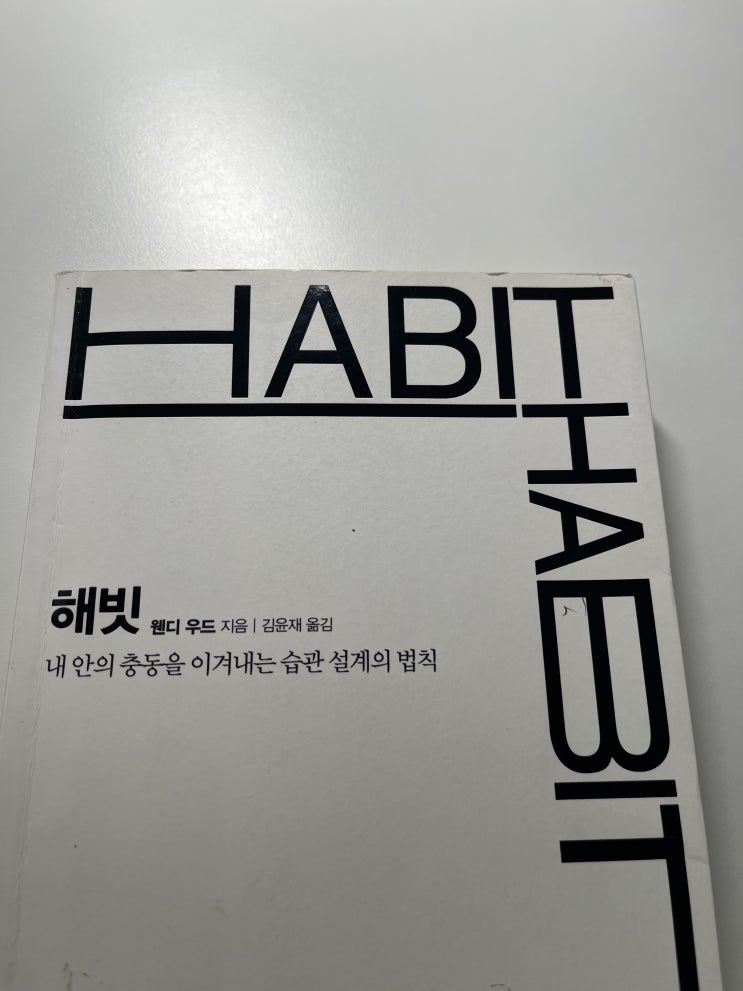 HABIT
HABIT
해빗 웬디 우드 지음 | 김윤재 옮김
내 안의 충동을 이겨내는 습관 설계의 법칙